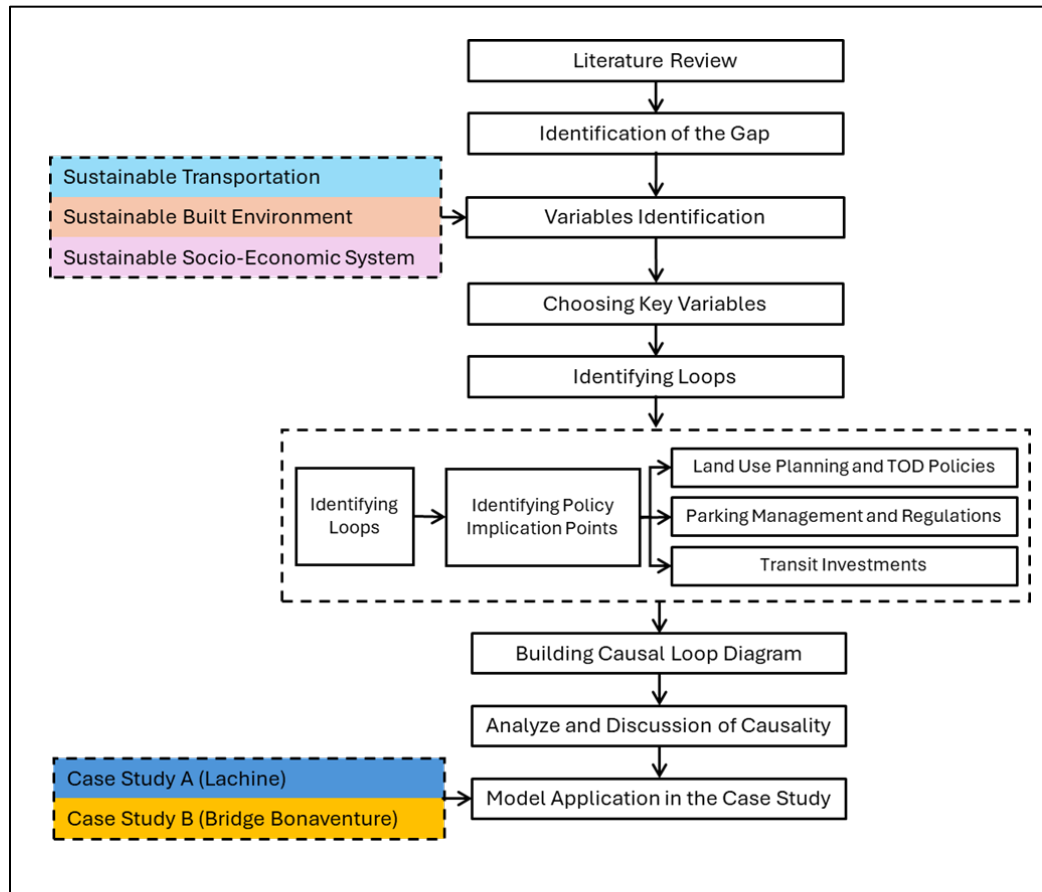 Literature Review
Identification of the Gap
Sustainable Transportation
Sustainable Built Environment
Sustainable Socio-Economic System
Variables Identification
Choosing Key Variables
Identifying Loops
Identifying
Loops
Identifying Policy
Implication Points
Land Use Planning and TOD Policies
Parking Management and Regulations
Transit Investments
Building Causal Loop Diagram
Analyze and Discussion of Causality
Case Study A (Lachine)
Case Study B (Bridge Bonaventure)
Model Application in the Case Study